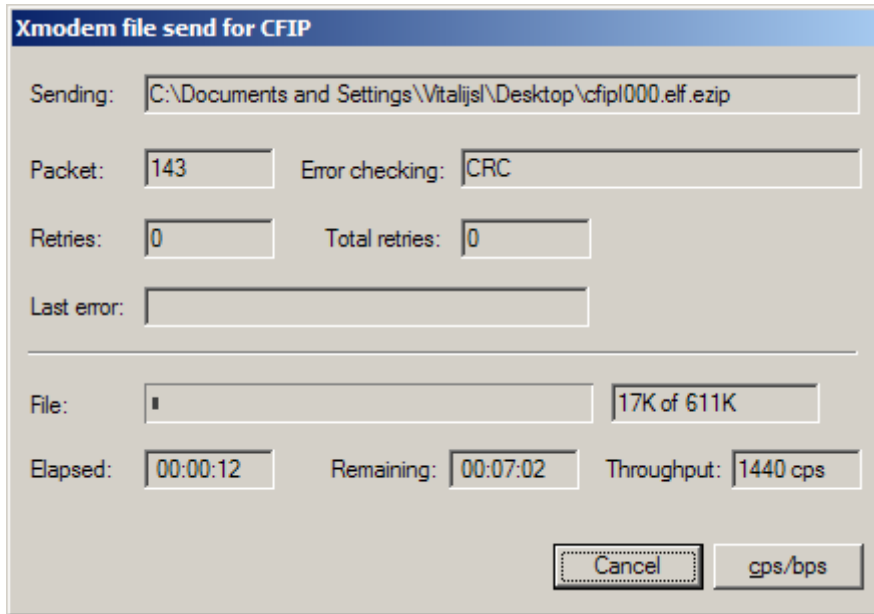 Xmodem file send for CFIP
Sending: C:\Documents and Settings\Vitalijsl\Desktop\cfipl000.elf.ezip
Packet: 143 Error checking: CRC
Retries: 0 Total retries: 0
Last error:
File: 17K of 611K
Elapsed: 00:00:12 Remaining: 00:07:02 Throughput: 1440 cps
Cancel cps/bps